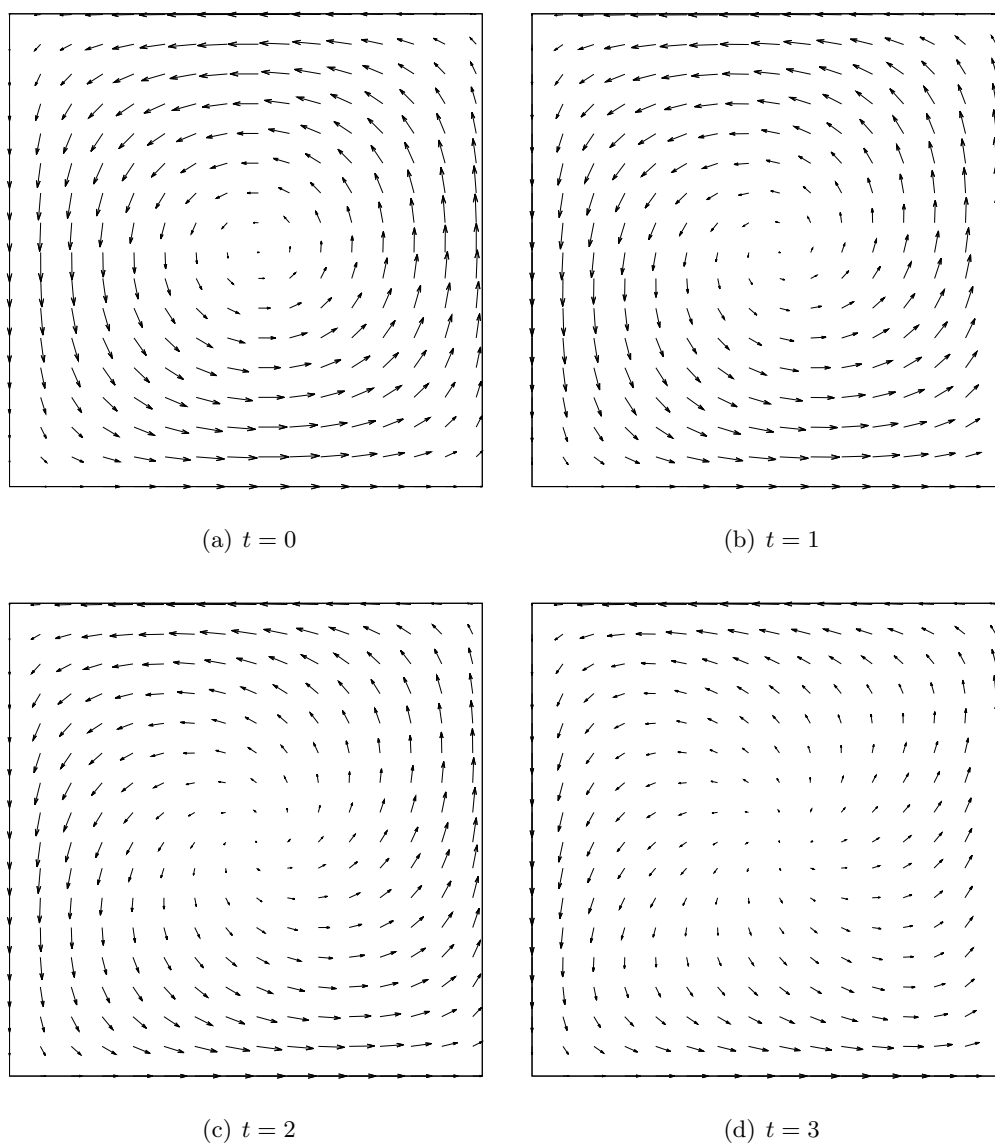 (a) t = 0
(b) t = 1
(c) t = 2
(d) t = 3